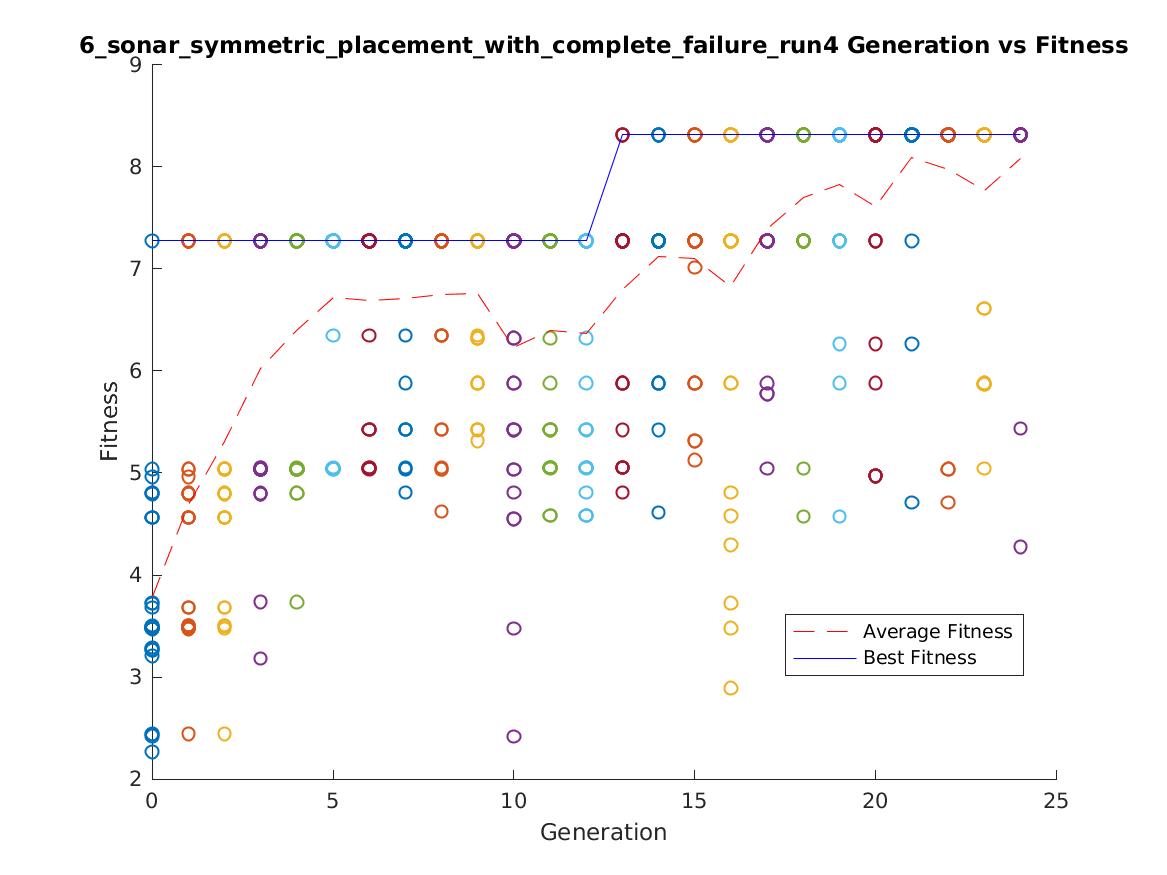 6_sonar_symmetric_placement_with_complete_failure_run4 Generation vs Fitness
9
8
7
6
5
4
3
2
Fitness
Average Fitness
Best Fitness
0 5 10 15 20 25
Generation